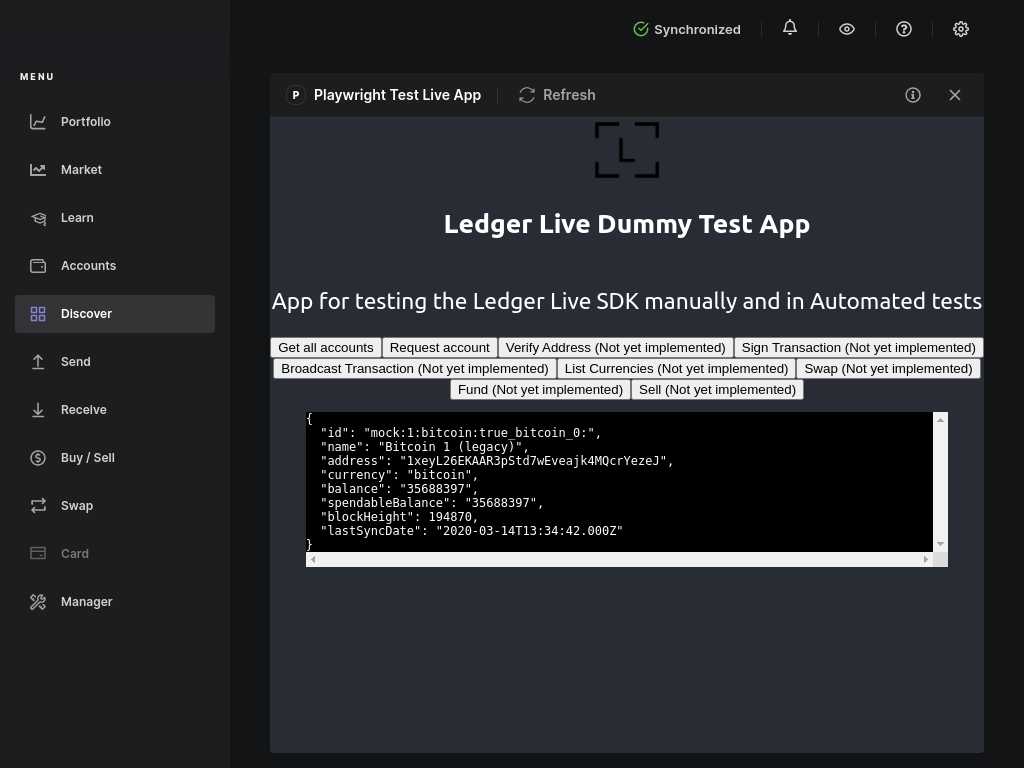 Synchronized
MENU
Portfolio
Market
Learn
Accounts
Discover
Send
Receive
Buy / Sell
Swap
Card
Manager
P Playwright Test Live App Refresh
Ledger Live Dummy Test App
App for testing the Ledger Live SDK manually and in Automated tests
Get all accounts Request account Verify Address (Not yet implemented) Sign Transaction (Not yet implemented)
Broadcast Transaction (Not yet implemented) List Currencies (Not yet implemented) Swap (Not yet implemented)
Fund (Not yet implemented) Sell (Not yet implemented)
{
"id": "mock:1:bitcoin:true_bitcoin_0:",
"name": "Bitcoin 1 (legacy)",
"address": "1xeyL26EKAAR3pStd7wEveajk4MQcrYezeJ",
"currency": "bitcoin",
"balance": "35688397",
"spendableBalance": "35688397",
"blockHeight": 194870,
"lastSyncDate": "2020-03-14T13:34:42.000Z"
}